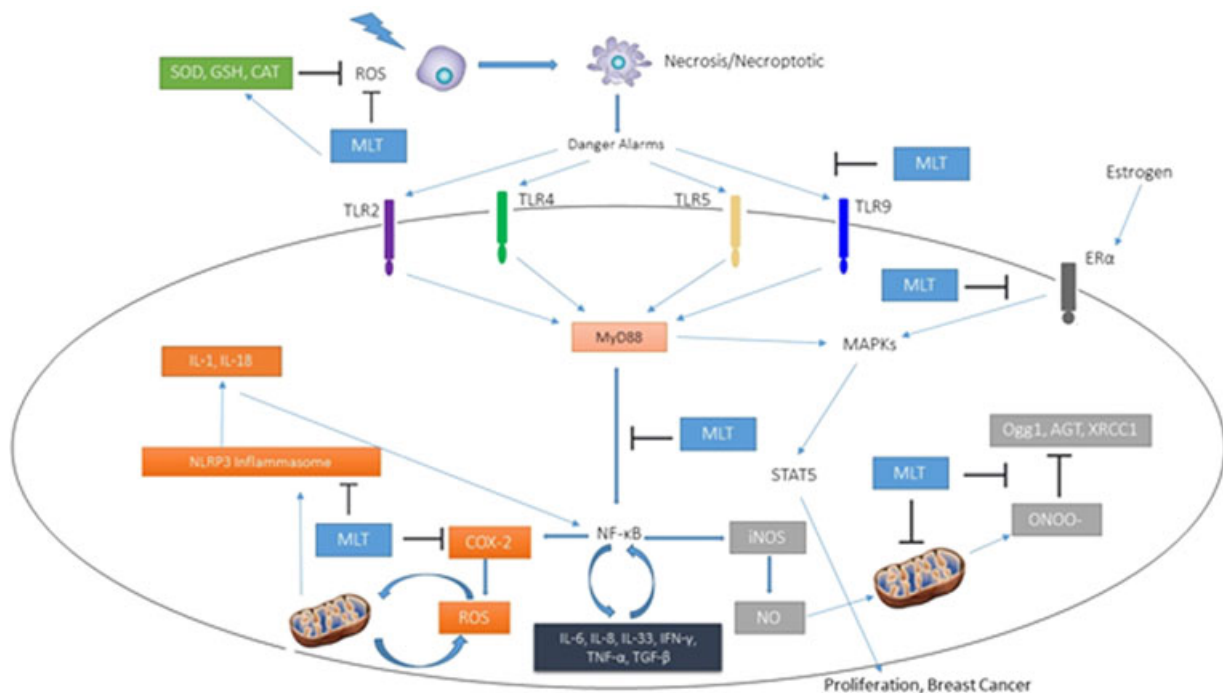 SOD, GSH, CAT
ROS
Necrosis/Necroptotic
MLT
Danger Alarms
MLT
Estrogen
TLR2
TLR4
TLR5
TLR9
ERα
MLT
MyD88
MAPKs
IL-1, IL-18
MLT
Ogg1, AGT, XRCC1
NLRP3 Inflammasome
STAT5
MLT
ONOO-
MLT
COX-2
NF-κB
iNOS
ROS
NO
IL-6, IL-8, IL-33, IFN-γ,
TNF-α, TGF-β
Proliferation, Breast Cancer